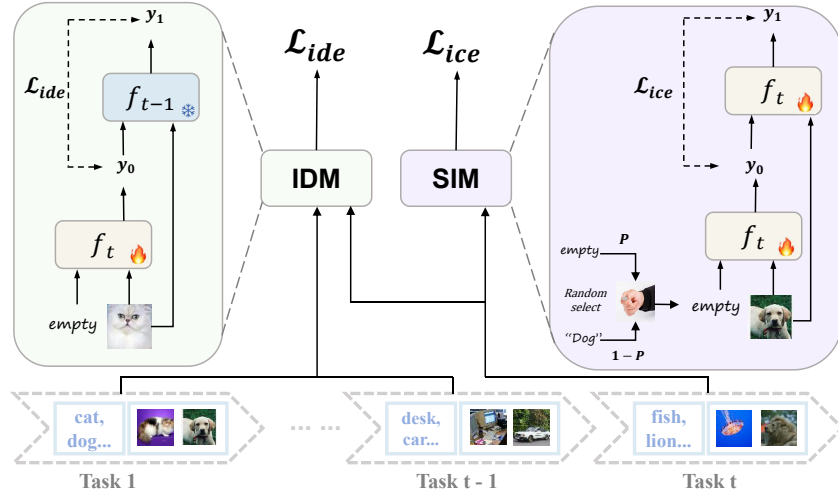 y₁
ℒ_ide
f_{t−1}
y₀
f_t
empty
ℒ_ide
ℒ_ice
IDM
SIM
y₁
ℒ_ice
f_t
y₀
f_t
empty
P
Random
select
empty
“Dog”
1 − P
cat,
dog...
... ...
desk,
car...
fish,
lion...
Task 1
Task t - 1
Task t